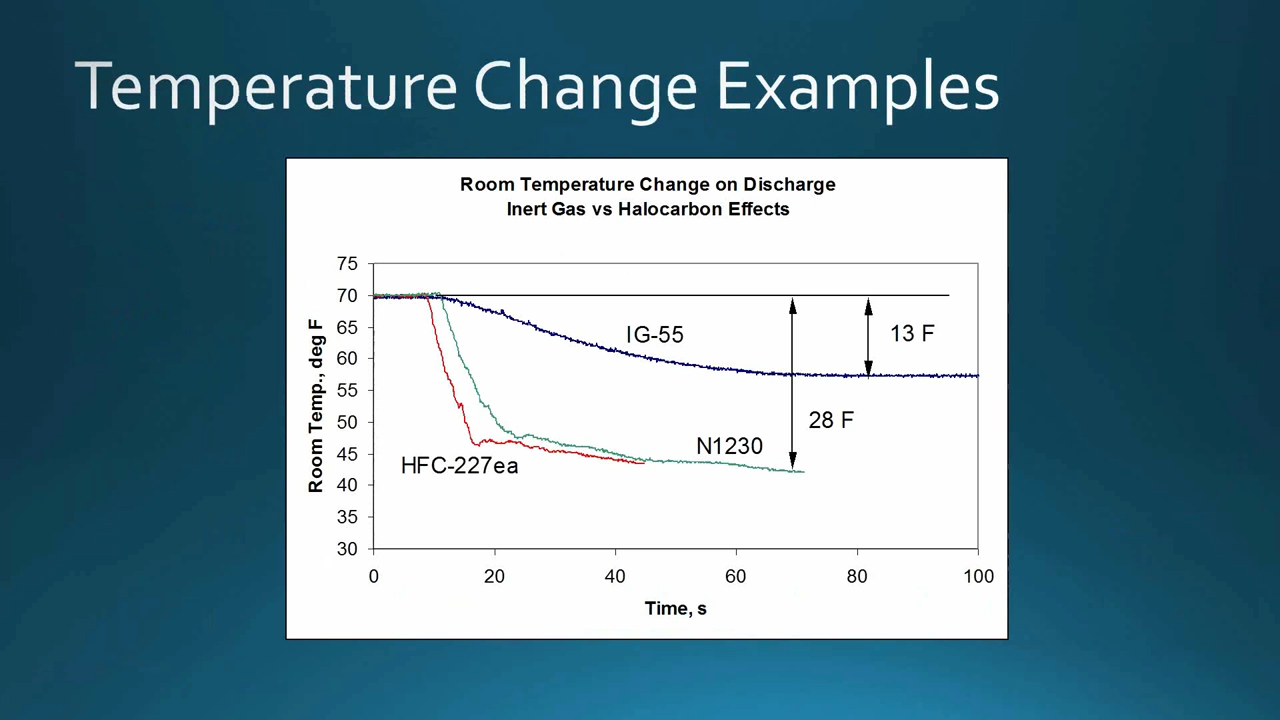 Temperature Change Examples
Room Temperature Change on Discharge
Inert Gas vs Halocarbon Effects
75
70
65
60
55
50
45
40
35
30
Room Temp., deg F
IG-55
13 F
28 F
N1230
HFC-227ea
0 20 40 60 80 100
Time, s